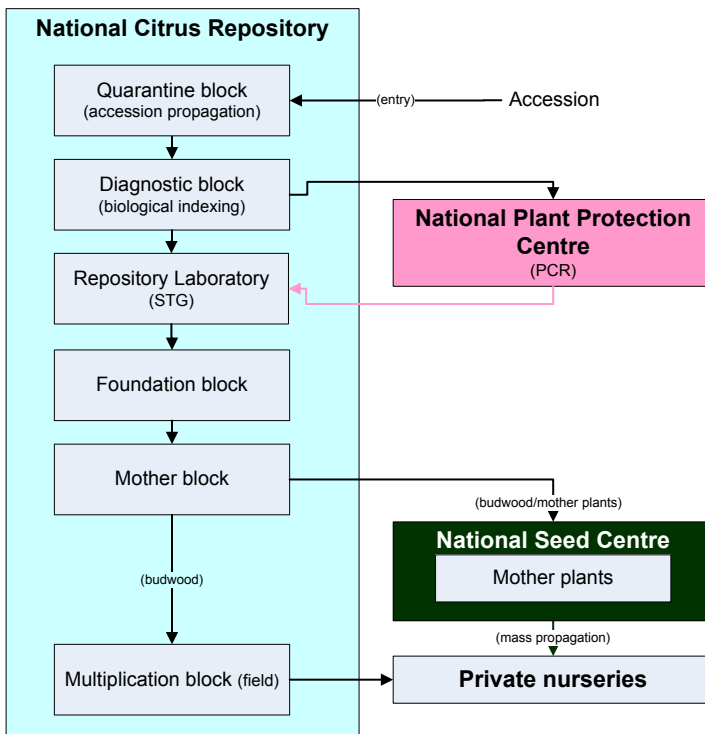 National Citrus Repository
Quarantine block
(accession propagation)
(entry)
Accession
Diagnostic block
(biological indexing)
National Plant Protection
Centre
(PCR)
Repository Laboratory
(STG)
Foundation block
Mother block
(budwood/mother plants)
National Seed Centre
Mother plants
(budwood)
(mass propagation)
Multiplication block (field)
Private nurseries